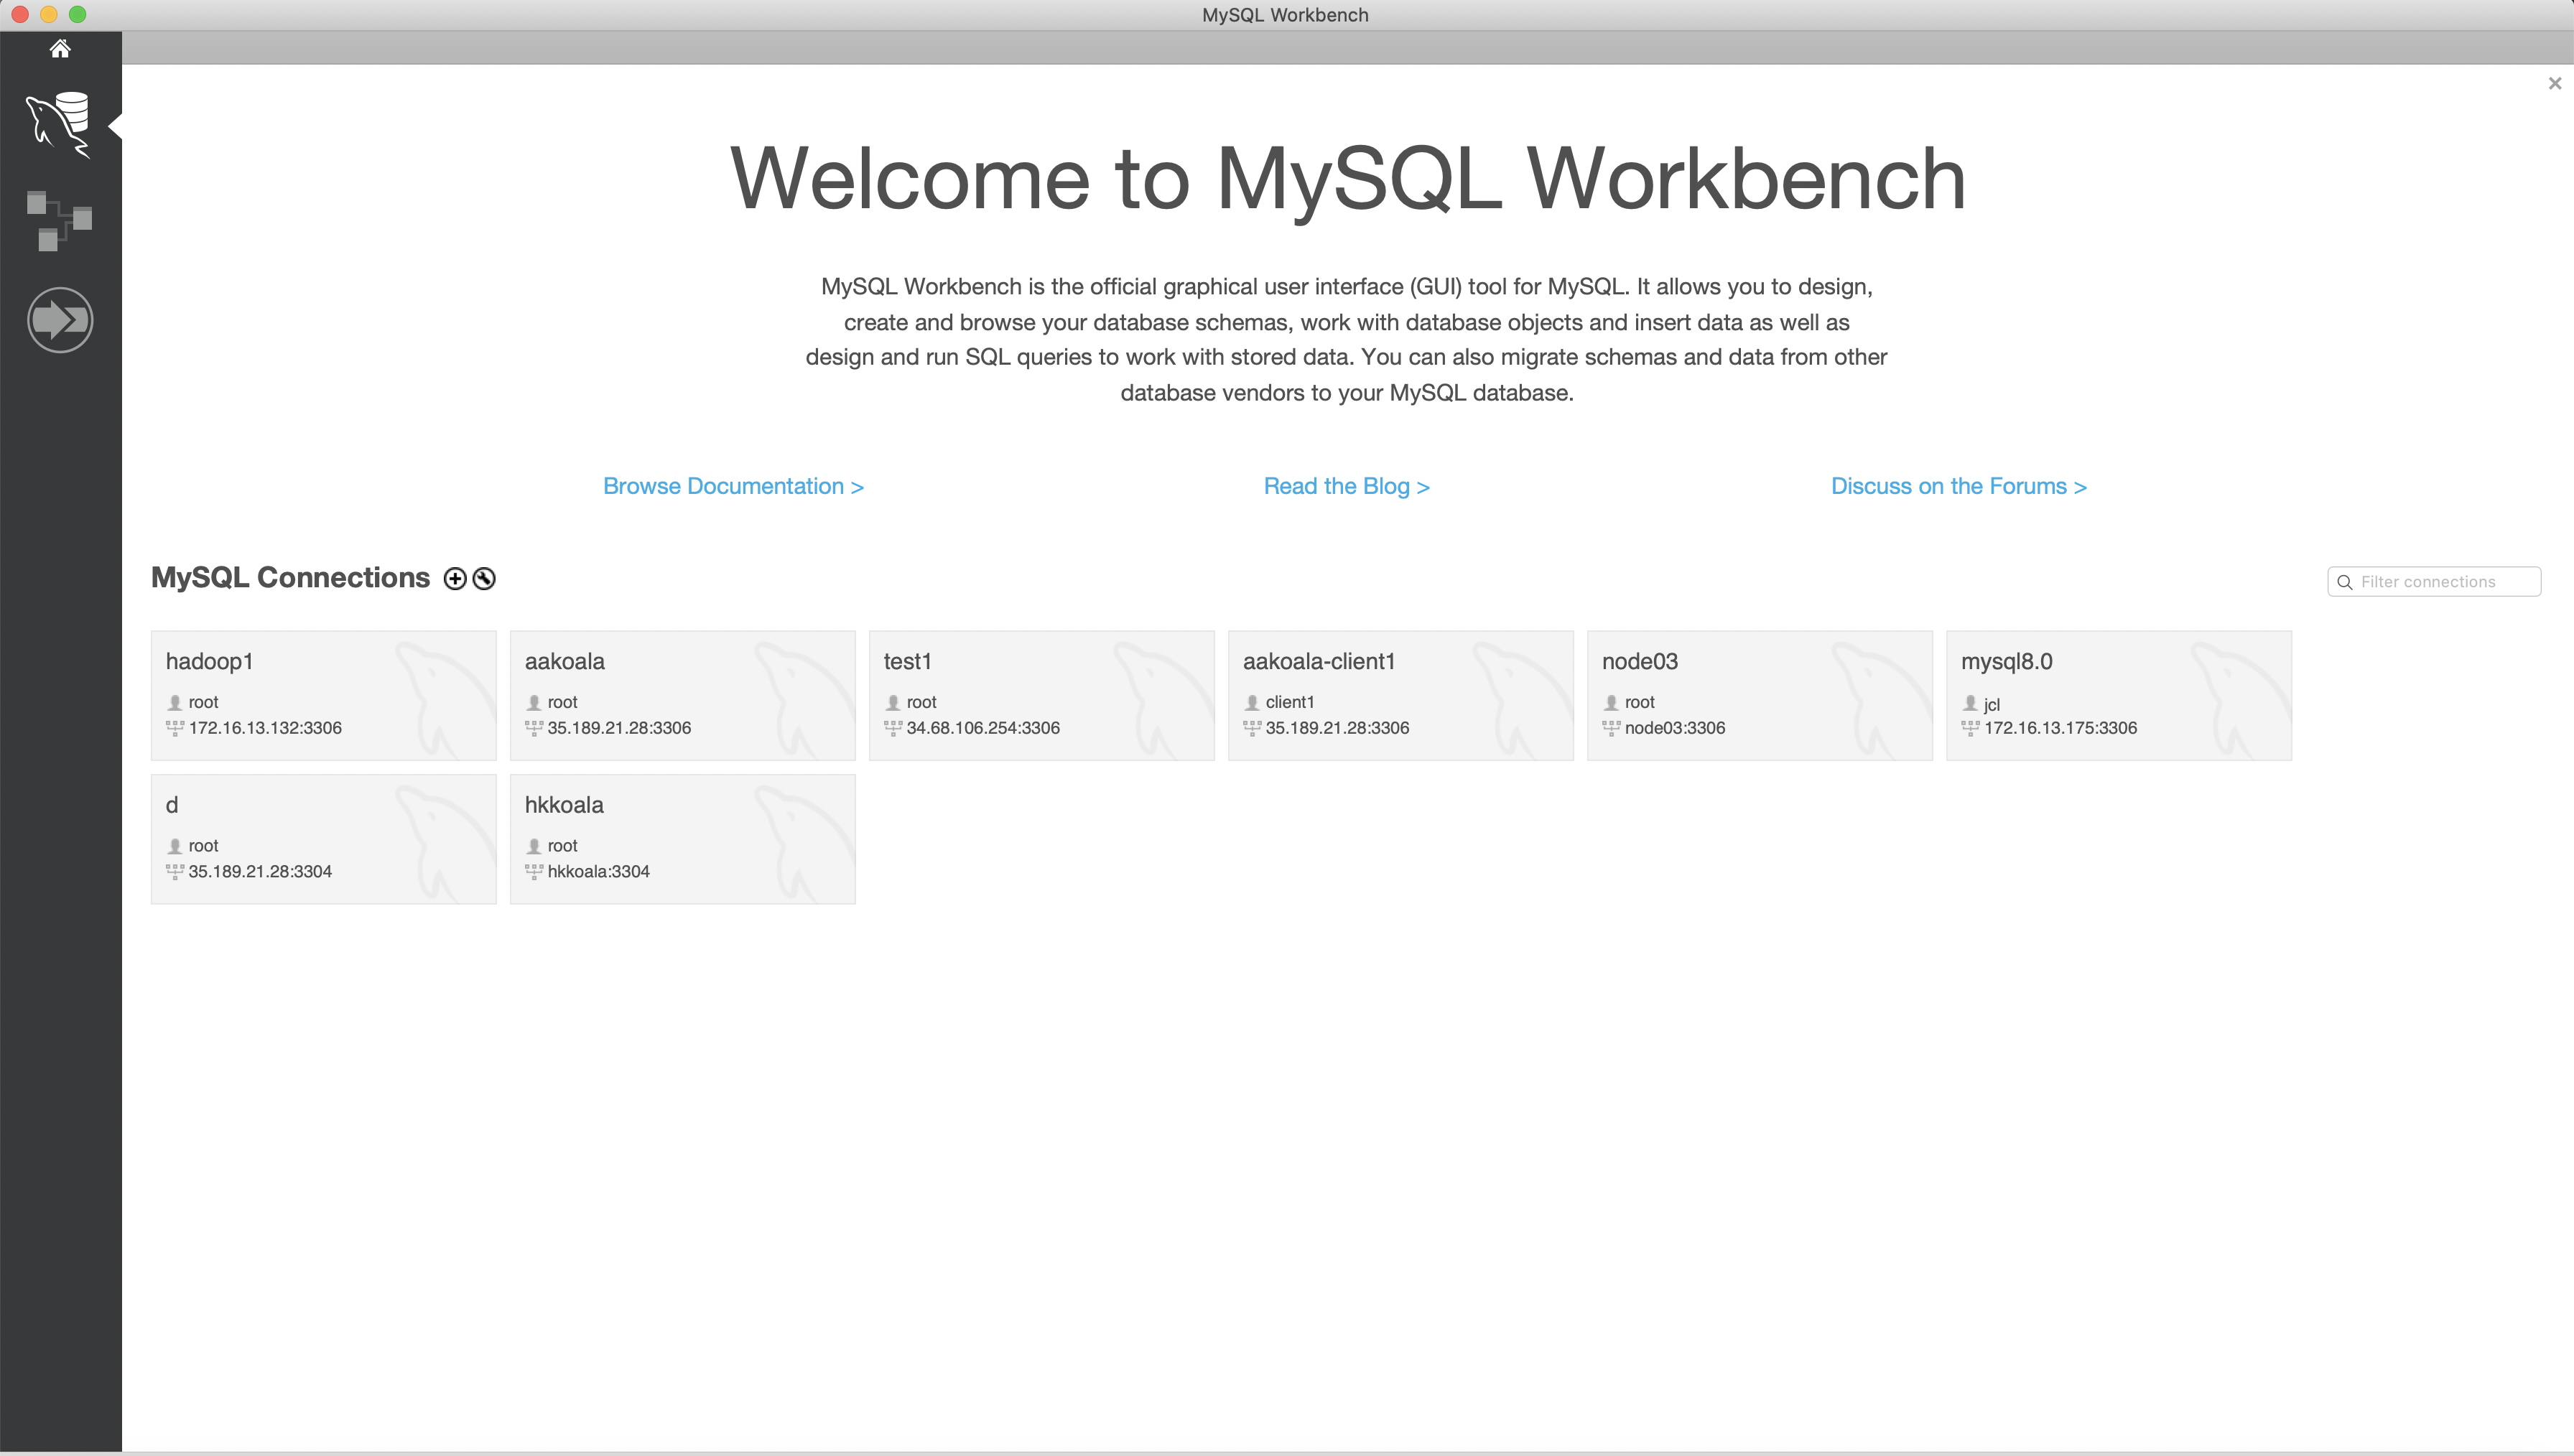 MySQL Workbench
Welcome to MySQL Workbench
MySQL Workbench is the official graphical user interface (GUI) tool for MySQL. It allows you to design,
create and browse your database schemas, work with database objects and insert data as well as
design and run SQL queries to work with stored data. You can also migrate schemas and data from other
database vendors to your MySQL database.
Browse Documentation >
Read the Blog >
Discuss on the Forums >
MySQL Connections
Filter connections
hadoop1
root
172.16.13.132:3306
aakoala
root
35.189.21.28:3306
test1
root
34.68.106.254:3306
aakoala-client1
client1
35.189.21.28:3306
node03
root
node03:3306
mysql8.0
jcl
172.16.13.175:3306
d
root
35.189.21.28:3304
hkkoala
root
hkkoala:3304